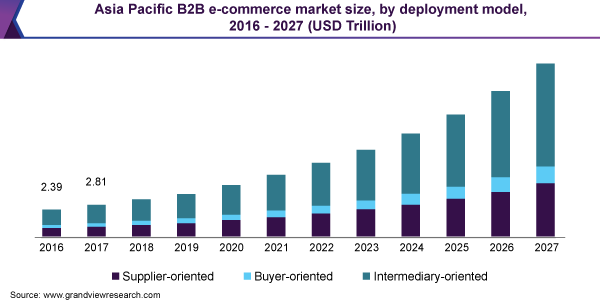 Asia Pacific B2B e-commerce market size, by deployment model,
2016 - 2027 (USD Trillion)
2.39 2.81
2016 2017 2018 2019 2020 2021 2022 2023 2024 2025 2026 2027
Supplier-oriented Buyer-oriented Intermediary-oriented
Source: www.grandviewresearch.com